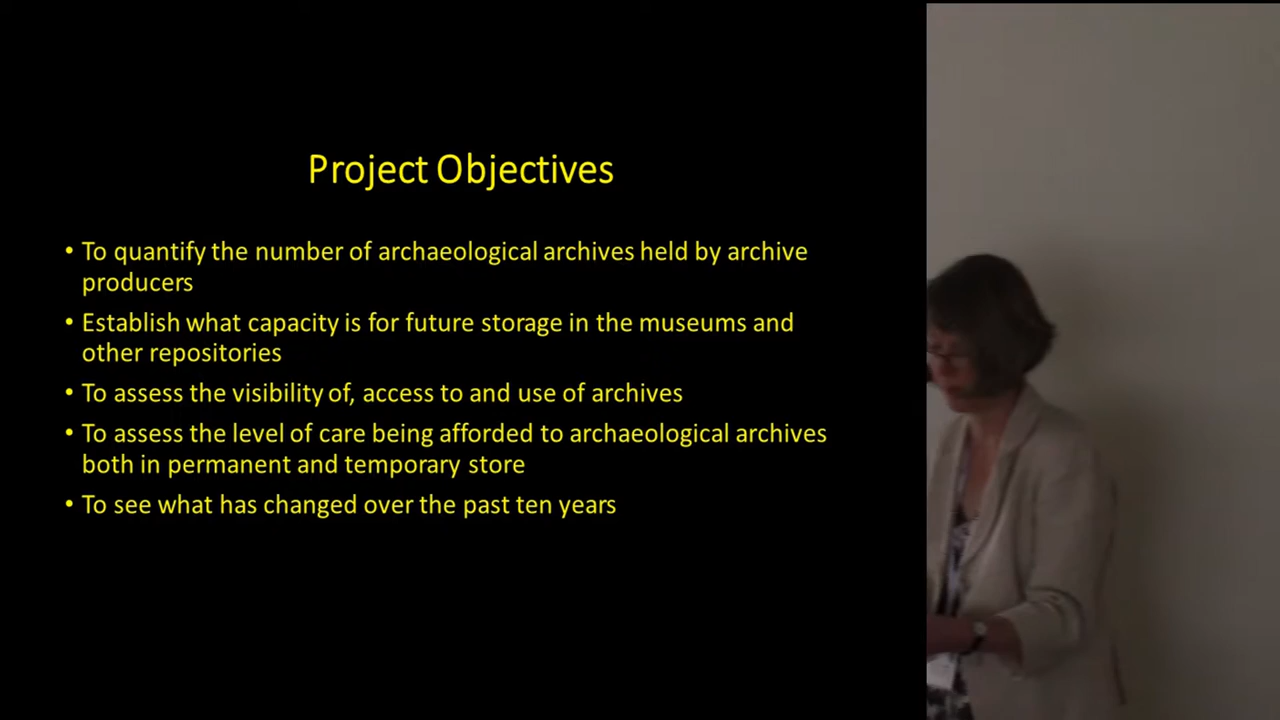 Project Objectives
• To quantify the number of archaeological archives held by archive
producers
• Establish what capacity is for future storage in the museums and
other repositories
• To assess the visibility of, access to and use of archives
• To assess the level of care being afforded to archaeological archives
both in permanent and temporary store
• To see what has changed over the past ten years